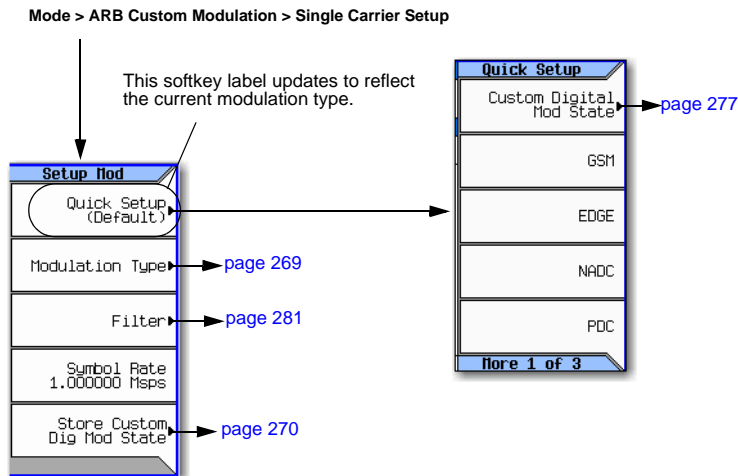 Mode > ARB Custom Modulation > Single Carrier Setup
This softkey label updates to reflect
the current modulation type.
Setup Mod
Quick Setup
(Default)
Modulation Type
page 269
Filter
page 281
Symbol Rate
1.000000 Msps
Store Custom
Dig Mod State
page 270
Quick Setup
Custom Digital
Mod State
page 277
GSM
EDGE
NADC
PDC
More 1 of 3